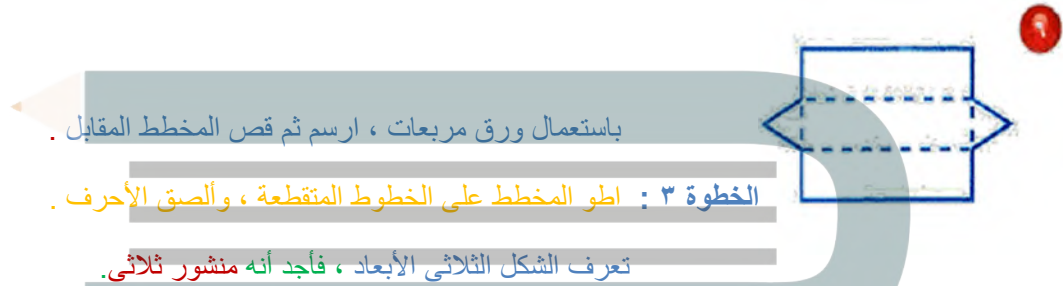 ٩
باستعمال ورق مربعات ، ارسم ثم قص المخطط المقابل .
الخطوة ٣ : اطو المخطط على الخطوط المتقطعة ، وألصق الأحرف .
تعرف الشكل الثلاثي الأبعاد ، فأجد أنه منشور ثلاثي.